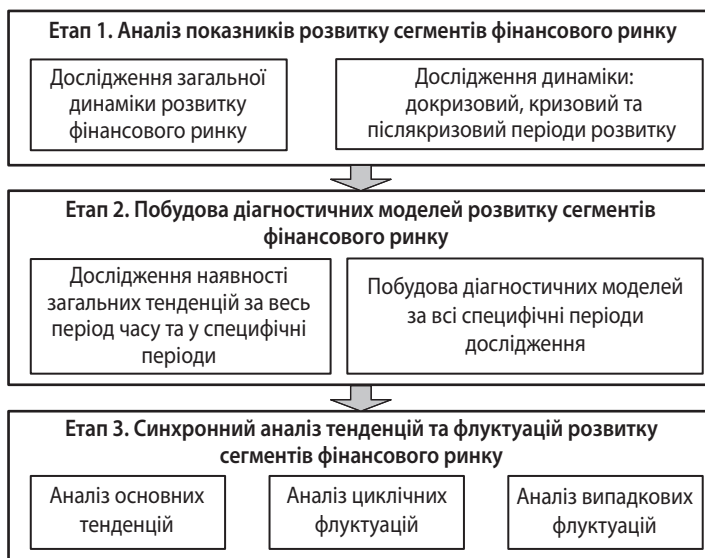 Етап 1. Аналіз показників розвитку сегментів фінансового ринку
Дослідження загальної
динаміки розвитку
фінансового ринку
Дослідження динаміки:
докризовий, кризовий та
післякризовий періоди розвитку
Етап 2. Побудова діагностичних моделей розвитку сегментів
фінансового ринку
Дослідження наявності
загальних тенденцій за весь
період часу та у специфічні
періоди
Побудова діагностичних моделей
за всі специфічні періоди
дослідження
Етап 3. Синхронний аналіз тенденцій та флуктуацій розвитку
сегментів фінансового ринку
Аналіз основних
тенденцій
Аналіз циклічних
флуктуацій
Аналіз випадкових
флуктуацій